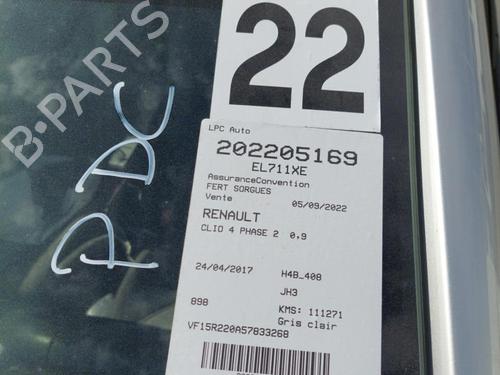 22
LPC Auto
202205169
EL711XE
AssuranceConvention
FERT SORGUES
Vente 05/09/2022
RENAULT
CLIO 4 PHASE 2 0,9
24/04/2017 H4B_408
JH3
898 KMS: 111271
Gris clair
VF15R220A57833268
PDC
B-PARTS